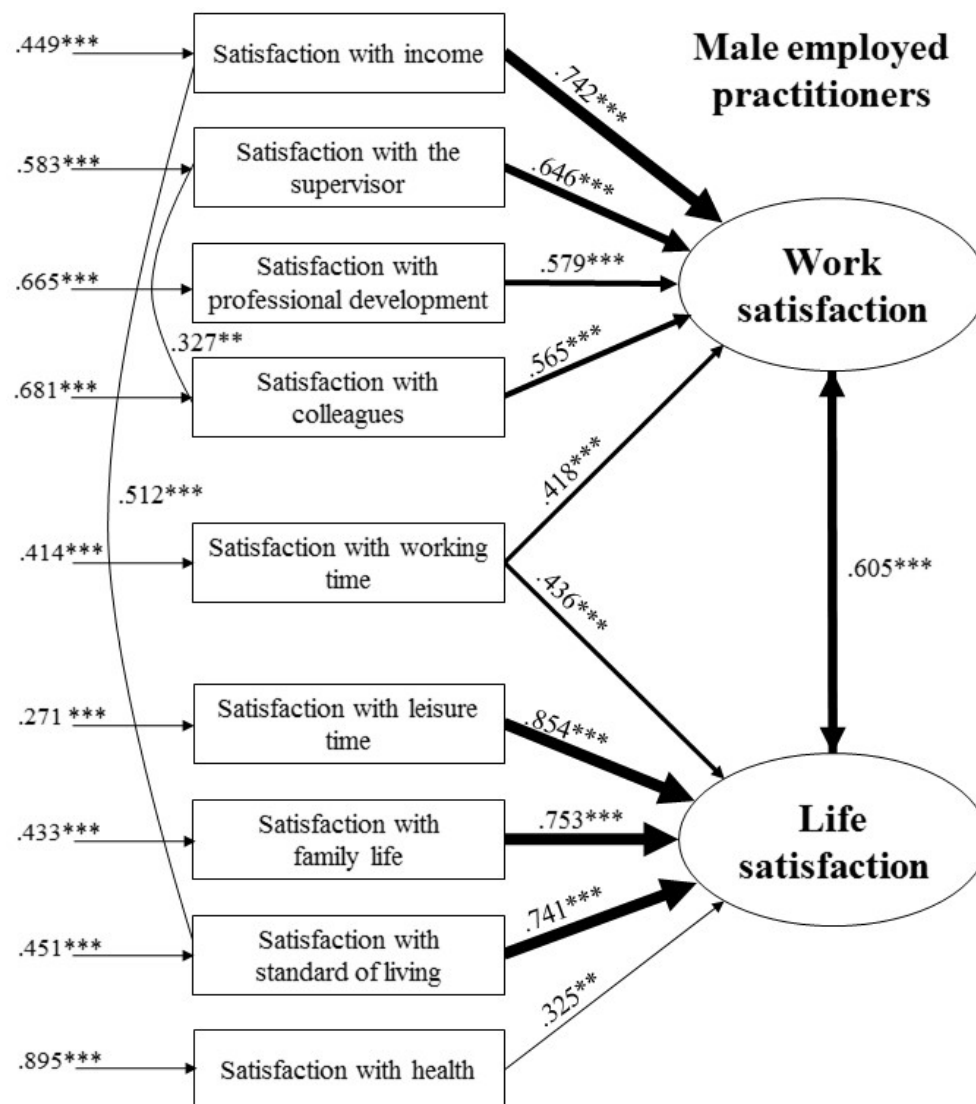 Male employed
practitioners
.449***
Satisfaction with income
.742***
.583***
Satisfaction with the
supervisor
.646***
.665***
Satisfaction with
professional development
.579***
Work
satisfaction
.327**
.681***
Satisfaction with
colleagues
.565***
.512***
.418***
.414***
Satisfaction with working
time
.436***
.605***
.271 ***
Satisfaction with leisure
time
.854***
.433***
Satisfaction with
family life
.753***
Life
satisfaction
.451***
Satisfaction with
standard of living
.741***
.895***
Satisfaction with health
.325**